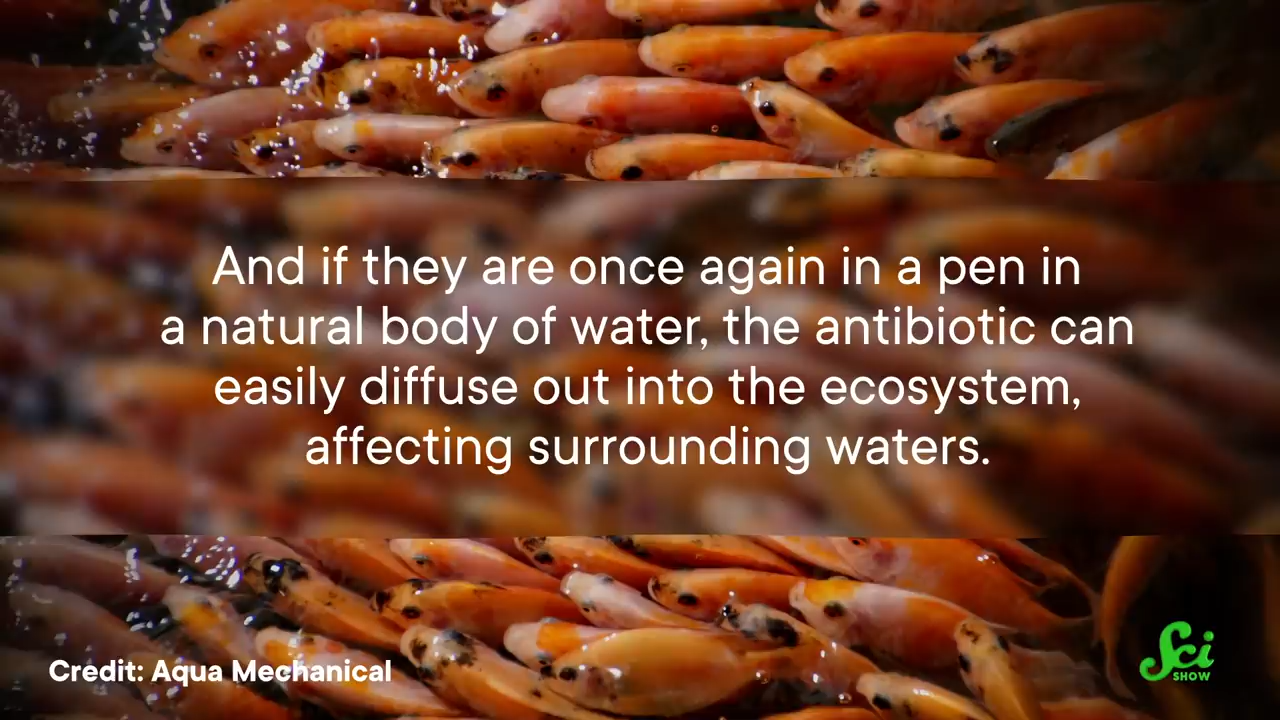 And if they are once again in a pen in
a natural body of water, the antibiotic can
easily diffuse out into the ecosystem,
affecting surrounding waters.
Credit: Aqua Mechanical
Sci
SHOW